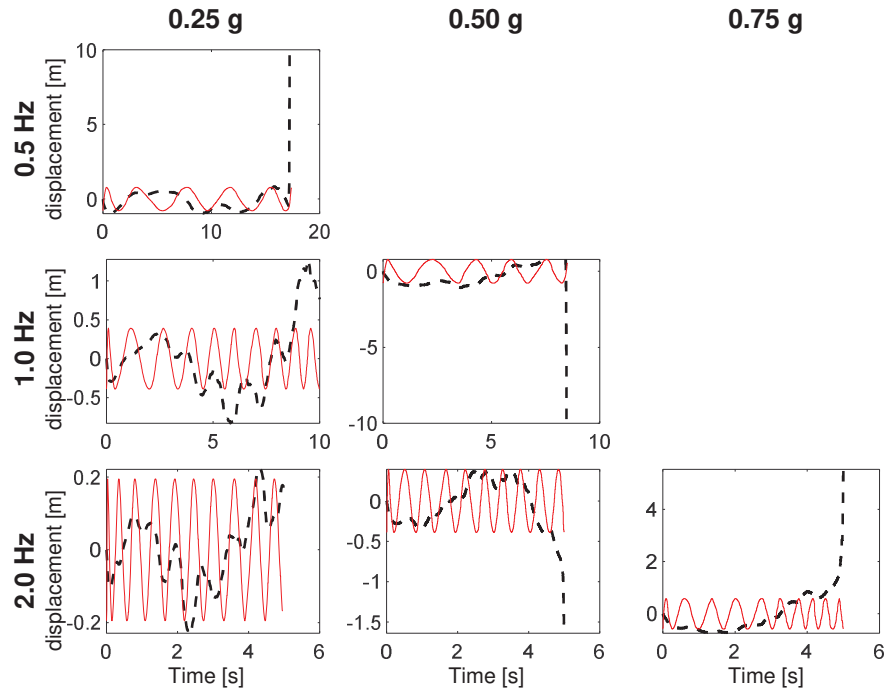 0.25 g 0.50 g 0.75 g
0.5 Hz
displacement [m]
10
5
0
0 10 20
1.0 Hz
displacement [m]
1
0.5
0
-0.5
0 5 10
0
-5
-10
0 5 10
2.0 Hz
displacement [m]
0.2
0
-0.2
0 2 4 6
Time [s]
0
-0.5
-1
-1.5
0 2 4 6
Time [s]
4
2
0
0 2 4 6
Time [s]